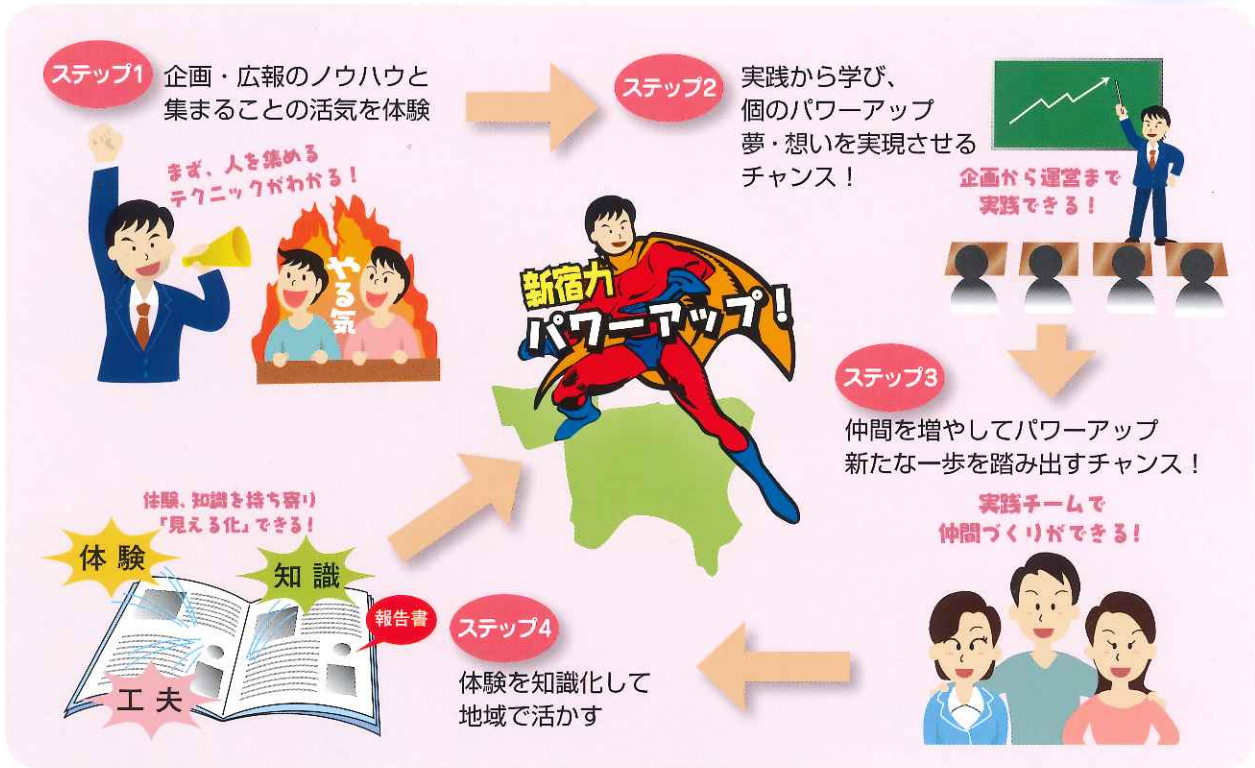 ステップ1
企画・広報のノウハウと
集まることの活気を体験
まず、人を集める
テクニックがわかる!
やる気
ステップ2
実践から学び、
個のパワーアップ
夢・想いを実現させる
チャンス!
企画から運営まで
実践できる!
新宿力
パワーアップ!
ステップ3
仲間を増やしてパワーアップ
新たな一歩を踏み出すチャンス!
実践チームで
仲間づくりができる!
ステップ4
体験を知識化して
地域で活かす
体験、知識を持ち寄り
「見える化」できる!
体験
知識
報告書
工夫